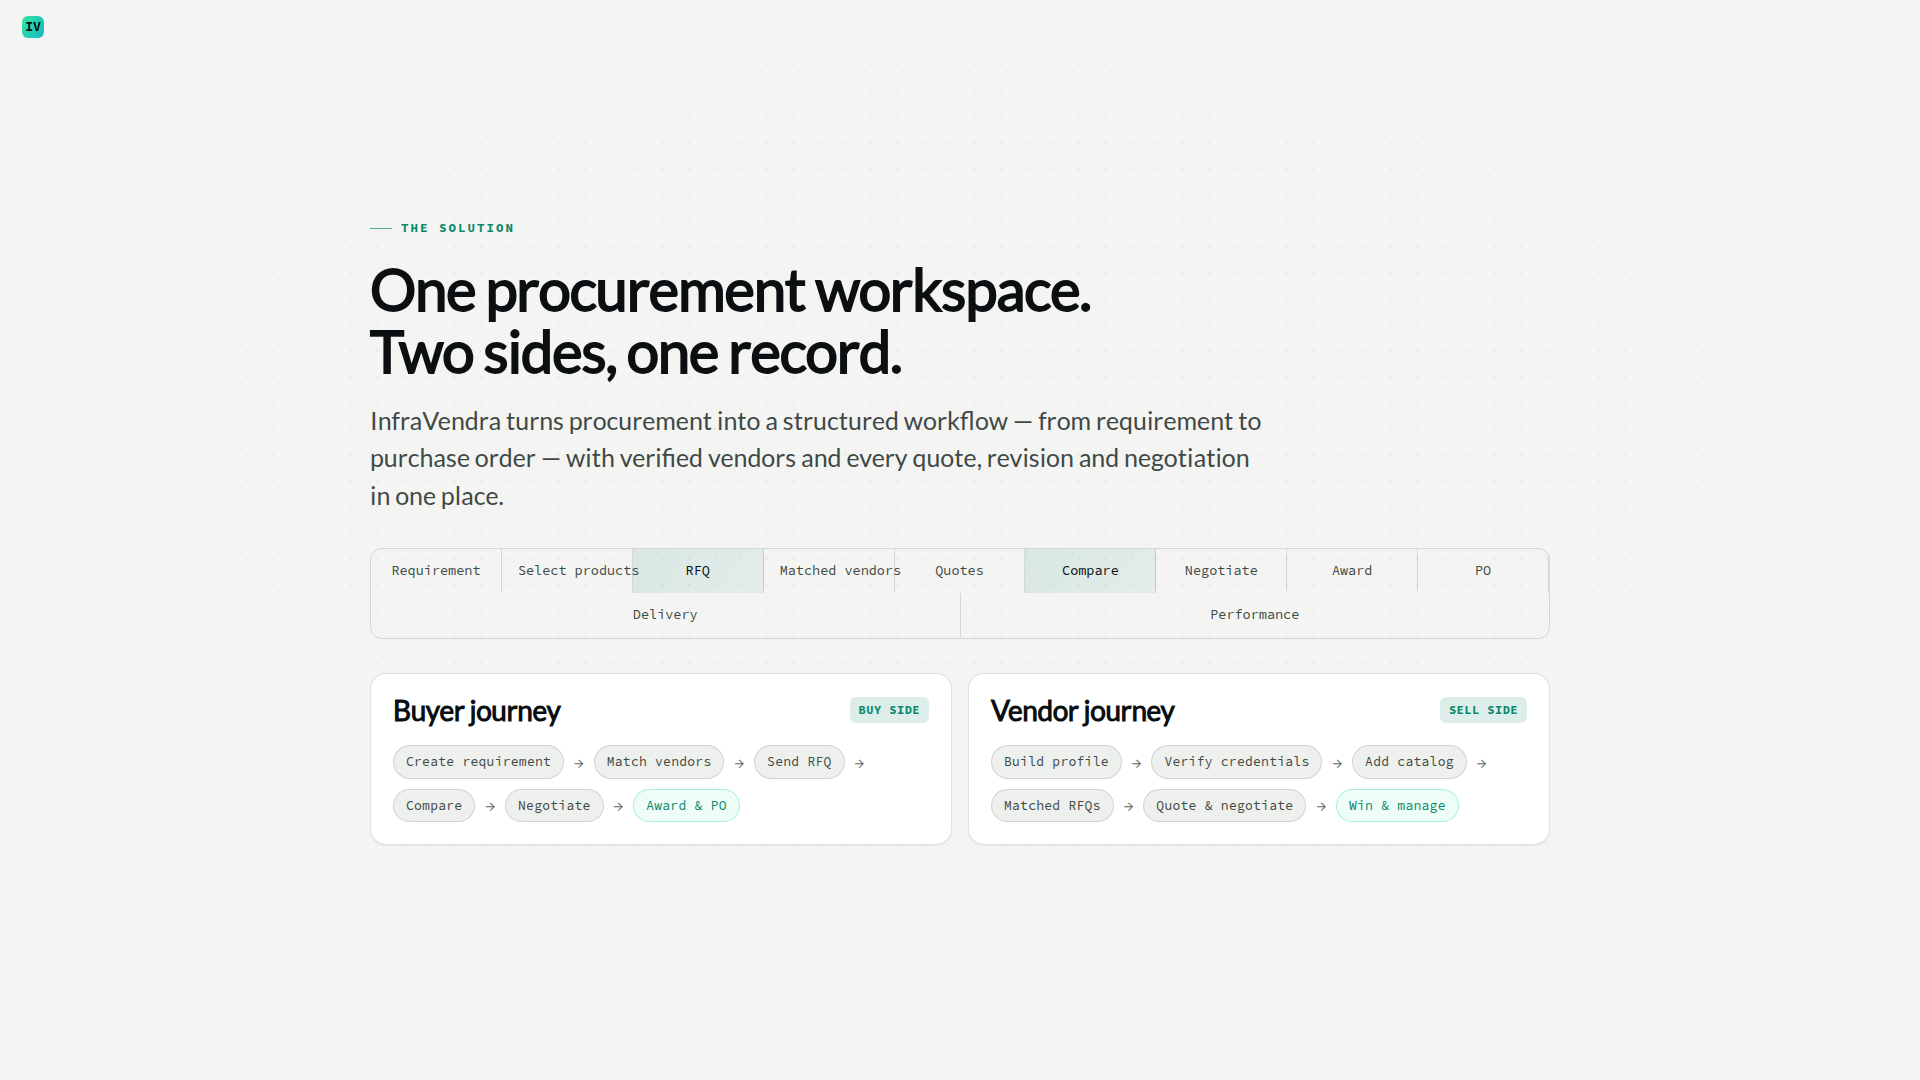 IV
THE SOLUTION
One procurement workspace.
Two sides, one record.
InfraVendra turns procurement into a structured workflow — from requirement to
purchase order — with verified vendors and every quote, revision and negotiation
in one place.
Requirement Select products RFQ Matched vendors Quotes Compare Negotiate Award PO
Delivery Performance
Buyer journey BUY SIDE
Create requirement → Match vendors → Send RFQ →
Compare → Negotiate → Award & PO
Vendor journey SELL SIDE
Build profile → Verify credentials → Add catalog →
Matched RFQs → Quote & negotiate → Win & manage